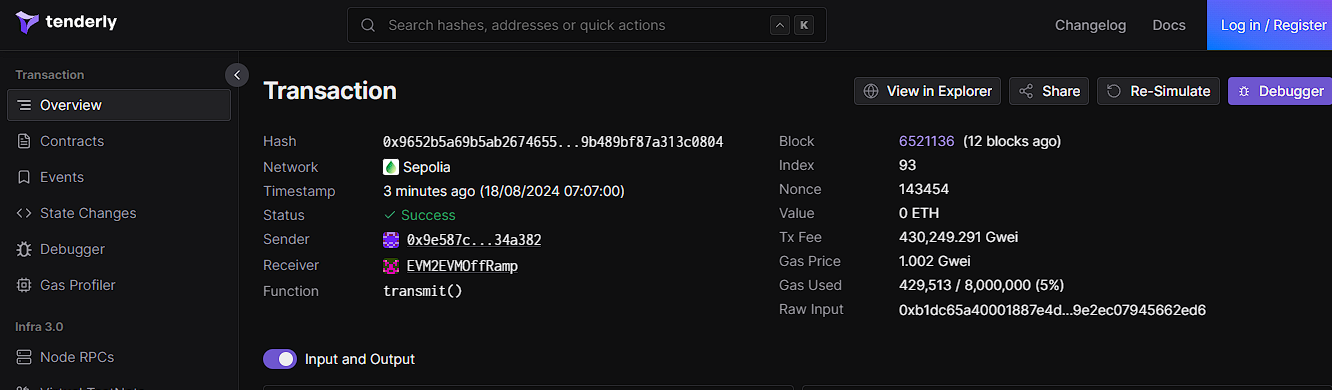 tenderly
Search hashes, addresses or quick actions
K
Changelog
Docs
Log in / Register
Transaction
Overview
Contracts
Events
State Changes
Debugger
Gas Profiler
Infra 3.0
Node RPCs
Transaction
View in Explorer
Share
Re-Simulate
Debugger
Hash 0x9652b5a69b5ab2674655...9b489bf87a313c0804
Network Sepolia
Timestamp 3 minutes ago (18/08/2024 07:07:00)
Status Success
Sender 0x9e587c...34a382
Receiver EVM2EVMOffRamp
Function transmit()
Block 6521136 (12 blocks ago)
Index 93
Nonce 143454
Value 0 ETH
Tx Fee 430,249.291 Gwei
Gas Price 1.002 Gwei
Gas Used 429,513 / 8,000,000 (5%)
Raw Input 0xb1dc65a40001887e4d...9e2ec07945662ed6
Input and Output